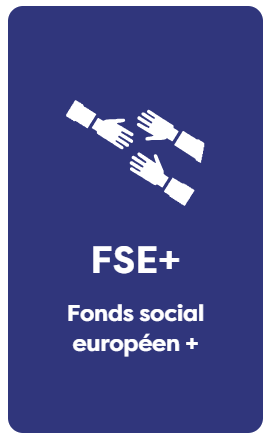 FSE+
Fonds social
européen +